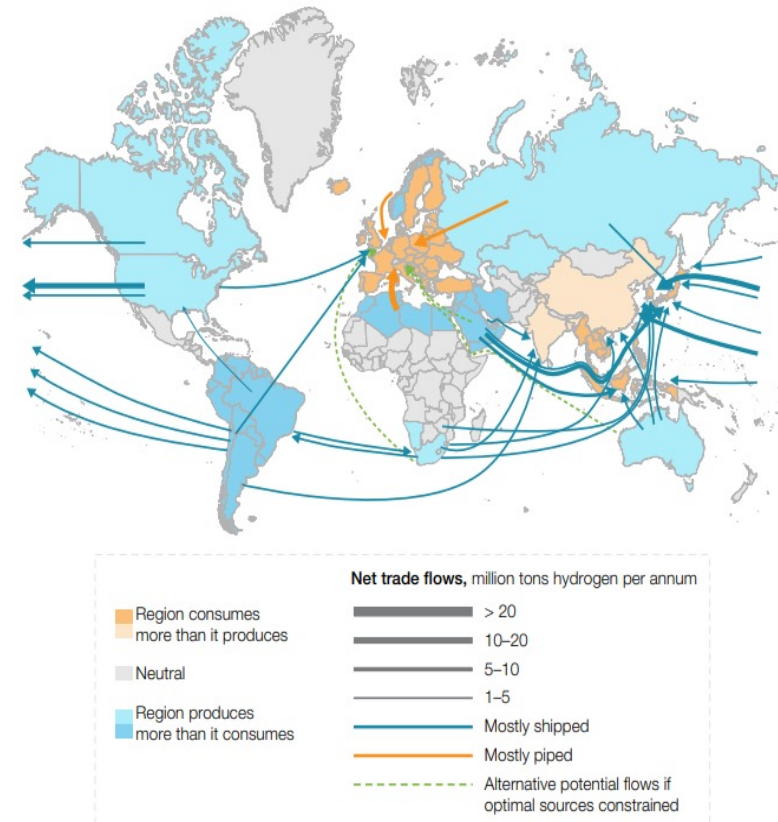 Net trade flows, million tons hydrogen per annum
Region consumes
more than it produces
Neutral
Region produces
more than it consumes
> 20
10–20
5–10
1–5
Mostly shipped
Mostly piped
Alternative potential flows if
optimal sources constrained